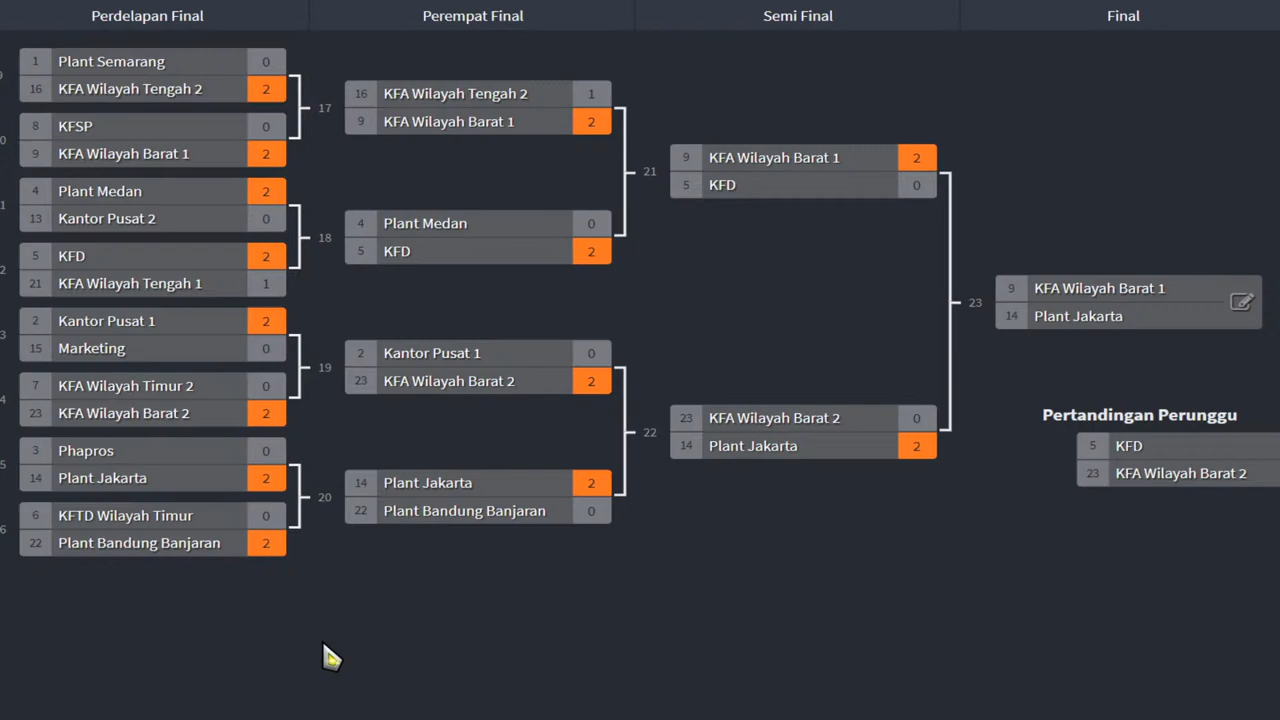 Perdelapan Final
Perempat Final
Semi Final
Final
1 Plant Semarang 0
16 KFA Wilayah Tengah 2 2
8 KFSP 0
9 KFA Wilayah Barat 1 2
4 Plant Medan 2
13 Kantor Pusat 2 0
5 KFD 2
21 KFA Wilayah Tengah 1 1
2 Kantor Pusat 1 2
15 Marketing 0
7 KFA Wilayah Timur 2 0
23 KFA Wilayah Barat 2 2
3 Phapros 0
14 Plant Jakarta 2
6 KFTD Wilayah Timur 0
22 Plant Bandung Banjaran 2
17
16 KFA Wilayah Tengah 2 1
9 KFA Wilayah Barat 1 2
18
4 Plant Medan 0
5 KFD 2
19
2 Kantor Pusat 1 0
23 KFA Wilayah Barat 2 2
20
14 Plant Jakarta 2
22 Plant Bandung Banjaran 0
21
9 KFA Wilayah Barat 1 2
5 KFD 0
22
23 KFA Wilayah Barat 2 0
14 Plant Jakarta 2
23
9 KFA Wilayah Barat 1
14 Plant Jakarta
Pertandingan Perunggu
5 KFD
23 KFA Wilayah Barat 2